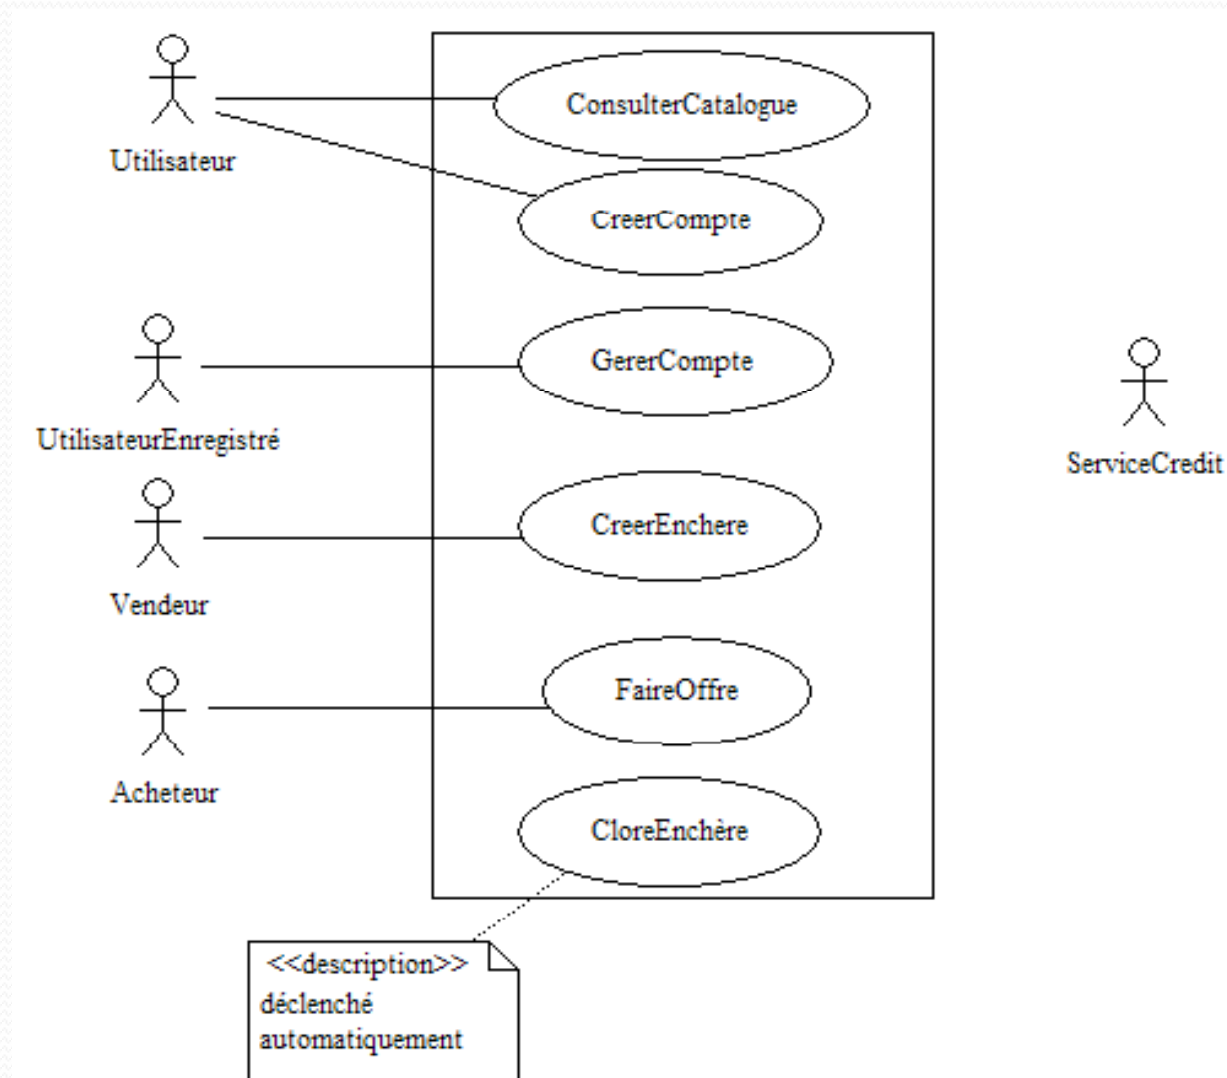 ConsulterCatalogue
Utilisateur
CreerCompte
GererCompte
UtilisateurEnregistré
ServiceCredit
CreerEnchere
Vendeur
FaireOffre
Acheteur
CloreEnchère
<<description>>
déclenché
automatiquement